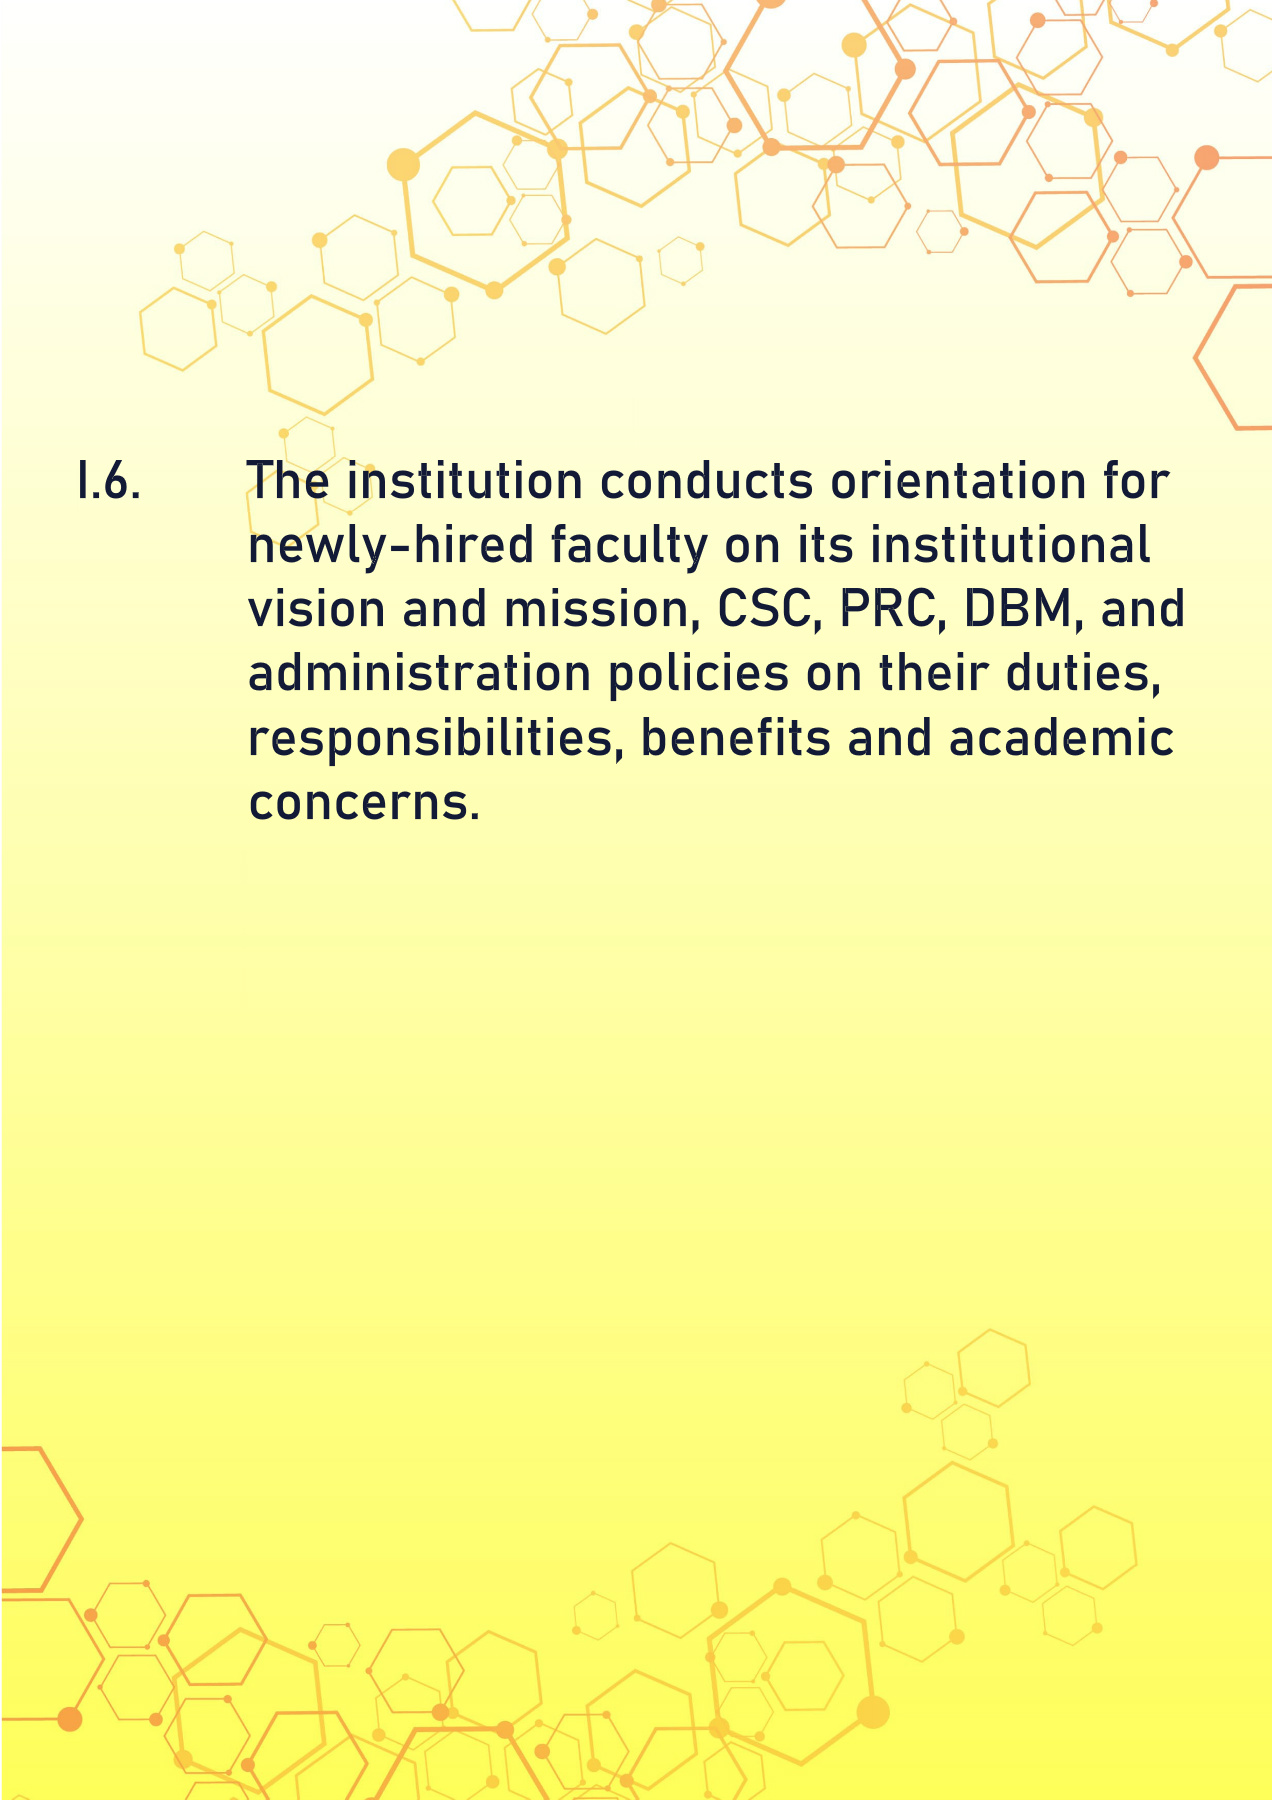 I.6. The institution conducts orientation for
newly-hired faculty on its institutional
vision and mission, CSC, PRC, DBM, and
administration policies on their duties,
responsibilities, benefits and academic
concerns.